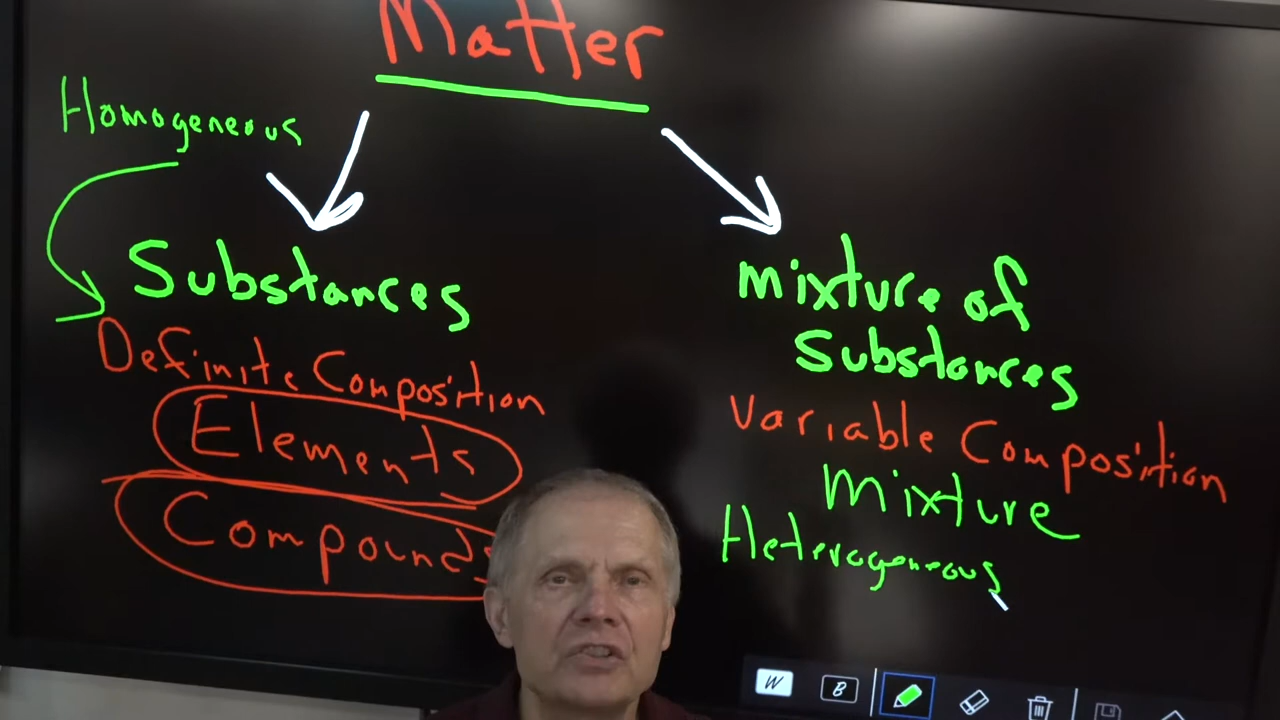 Matter
Homogeneous
Substances
Definite Composition
Elements
Compounds
mixture of
Substances
Variable Composition
Mixture
Heterogeneous
W
B